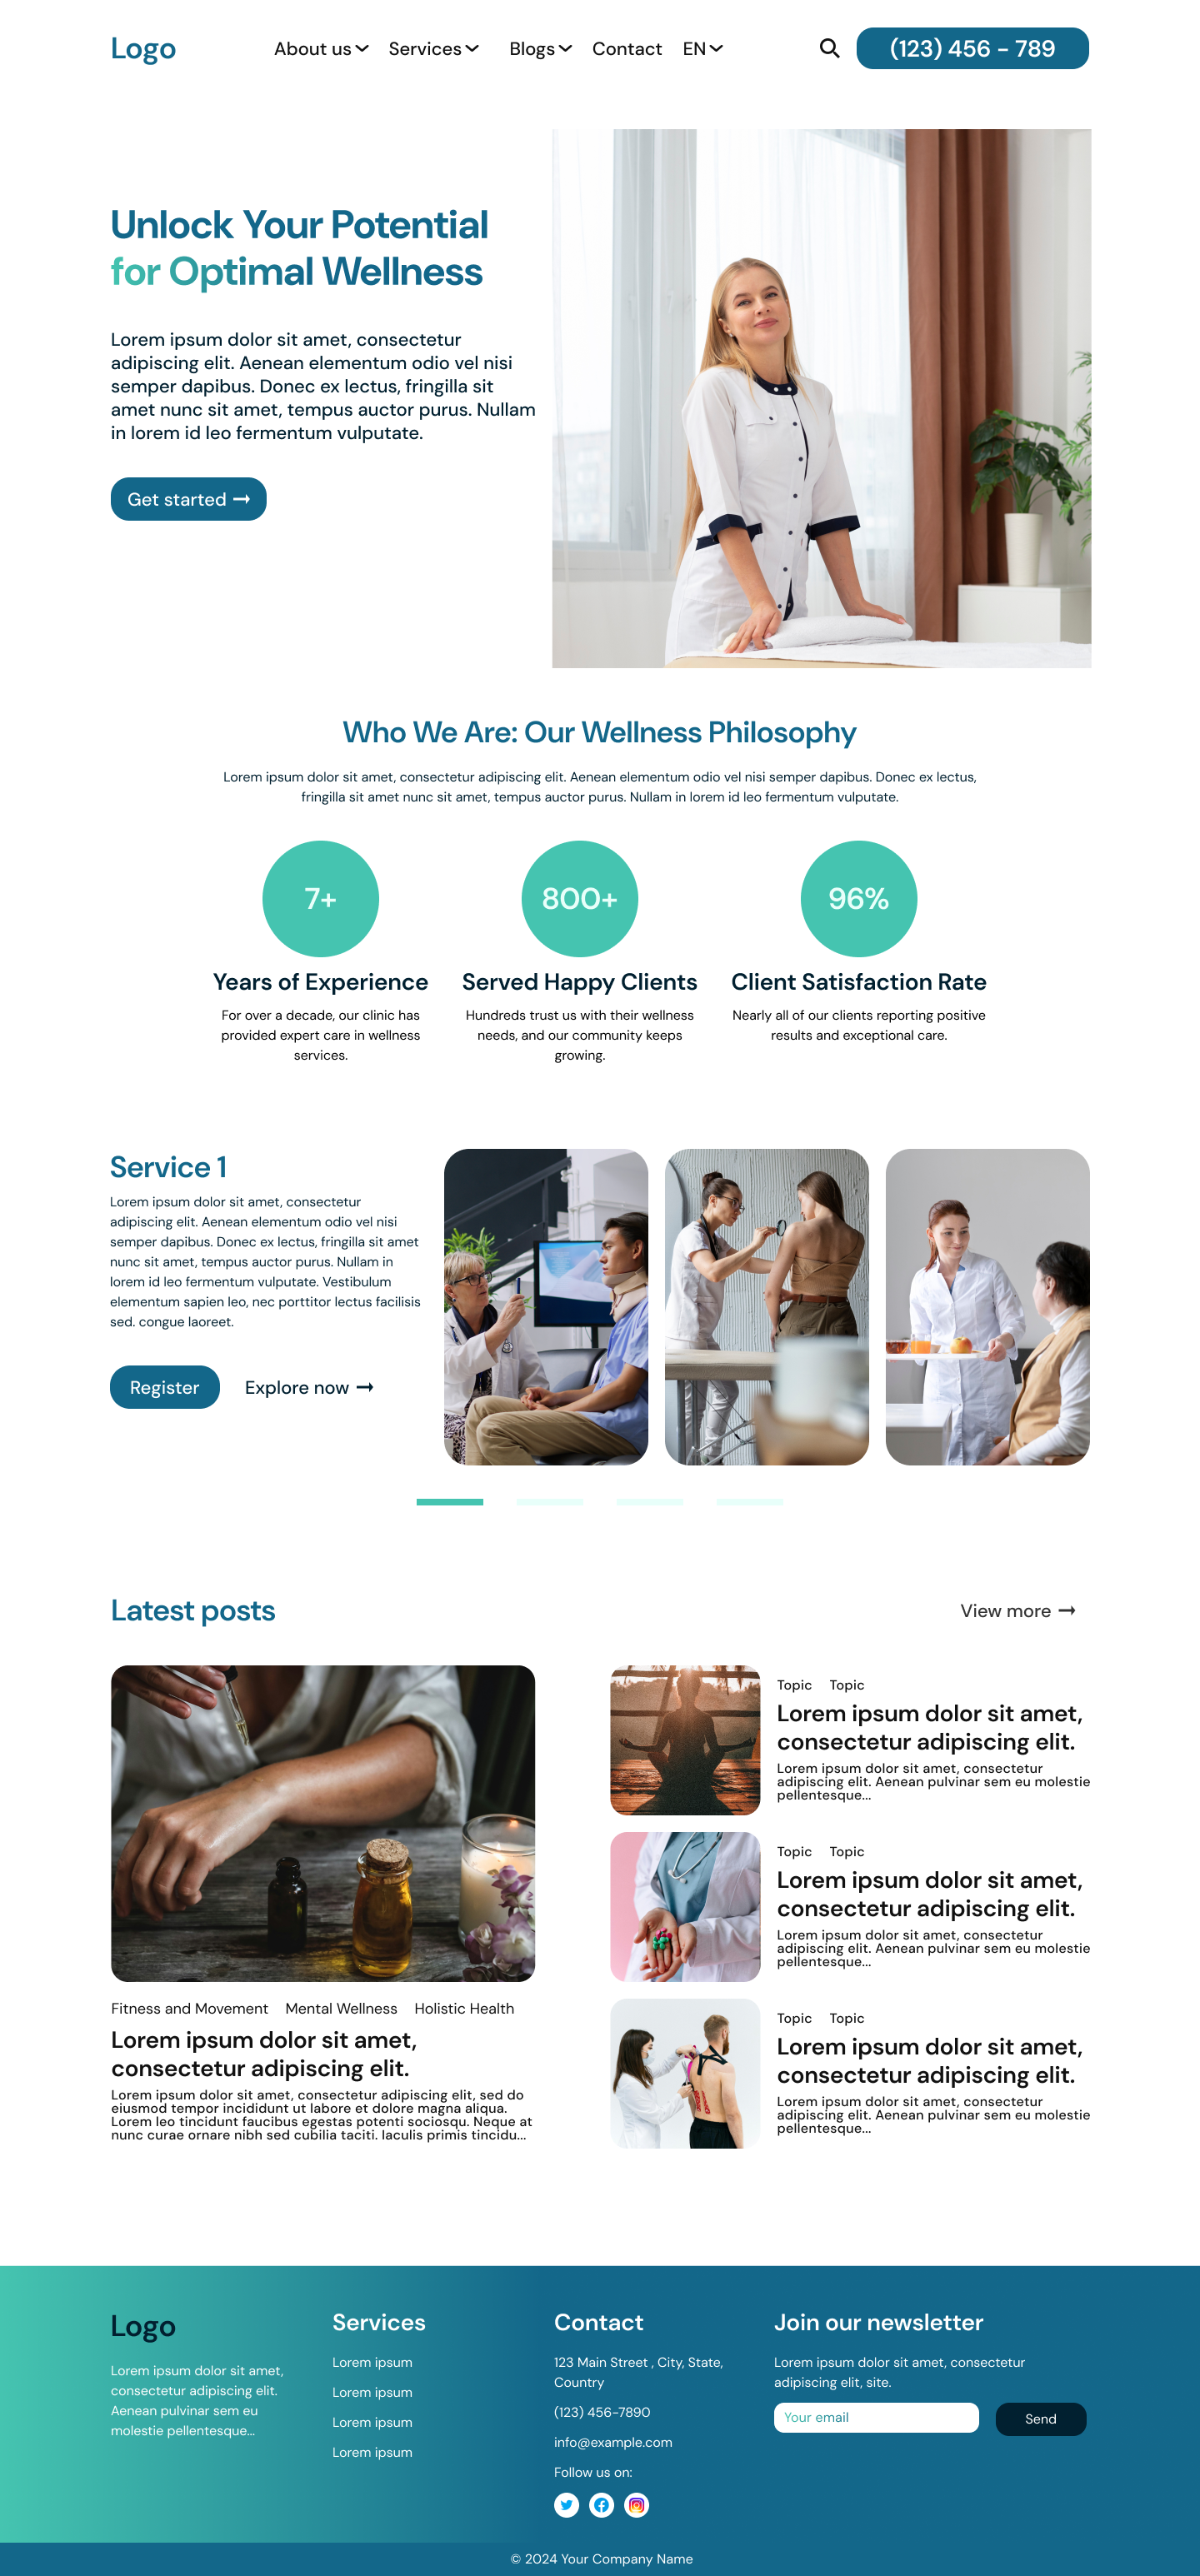 Logo
About us
Services
Blogs
Contact
EN
(123) 456 - 789
Unlock Your Potential
for Optimal Wellness
Lorem ipsum dolor sit amet, consectetur
adipiscing elit. Aenean elementum odio vel nisi
semper dapibus. Donec ex lectus, fringilla sit
amet nunc sit amet, tempus auctor purus. Nullam
in lorem id leo fermentum vulputate.
Get started
Who We Are: Our Wellness Philosophy
Lorem ipsum dolor sit amet, consectetur adipiscing elit. Aenean elementum odio vel nisi semper dapibus. Donec ex lectus,
fringilla sit amet nunc sit amet, tempus auctor purus. Nullam in lorem id leo fermentum vulputate.
7+
Years of Experience
For over a decade, our clinic has
provided expert care in wellness
services.
800+
Served Happy Clients
Hundreds trust us with their wellness
needs, and our community keeps
growing.
96%
Client Satisfaction Rate
Nearly all of our clients reporting positive
results and exceptional care.
Service 1
Lorem ipsum dolor sit amet, consectetur
adipiscing elit. Aenean elementum odio vel nisi
semper dapibus. Donec ex lectus, fringilla sit amet
nunc sit amet, tempus auctor purus. Nullam in
lorem id leo fermentum vulputate. Vestibulum
elementum sapien leo, nec porttitor lectus facilisis
sed. congue laoreet.
Register
Explore now
Latest posts
View more
Fitness and Movement Mental Wellness Holistic Health
Lorem ipsum dolor sit amet,
consectetur adipiscing elit.
Lorem ipsum dolor sit amet, consectetur adipiscing elit, sed do
eiusmod tempor incididunt ut labore et dolore magna aliqua.
Lorem leo tincidunt faucibus egestas potenti sociosqu. Neque at
nunc curae ornare nibh sed cubilia taciti. Iaculis primis tincidu...
Topic Topic
Lorem ipsum dolor sit amet,
consectetur adipiscing elit.
Lorem ipsum dolor sit amet, consectetur
adipiscing elit. Aenean pulvinar sem eu molestie
pellentesque...
Topic Topic
Lorem ipsum dolor sit amet,
consectetur adipiscing elit.
Lorem ipsum dolor sit amet, consectetur
adipiscing elit. Aenean pulvinar sem eu molestie
pellentesque...
Topic Topic
Lorem ipsum dolor sit amet,
consectetur adipiscing elit.
Lorem ipsum dolor sit amet, consectetur
adipiscing elit. Aenean pulvinar sem eu molestie
pellentesque...
Logo
Lorem ipsum dolor sit amet,
consectetur adipiscing elit.
Aenean pulvinar sem eu
molestie pellentesque...
Services
Lorem ipsum
Lorem ipsum
Lorem ipsum
Lorem ipsum
Contact
123 Main Street , City, State,
Country
(123) 456-7890
info@example.com
Follow us on:
Join our newsletter
Lorem ipsum dolor sit amet, consectetur
adipiscing elit, site.
Your email
Send
© 2024 Your Company Name